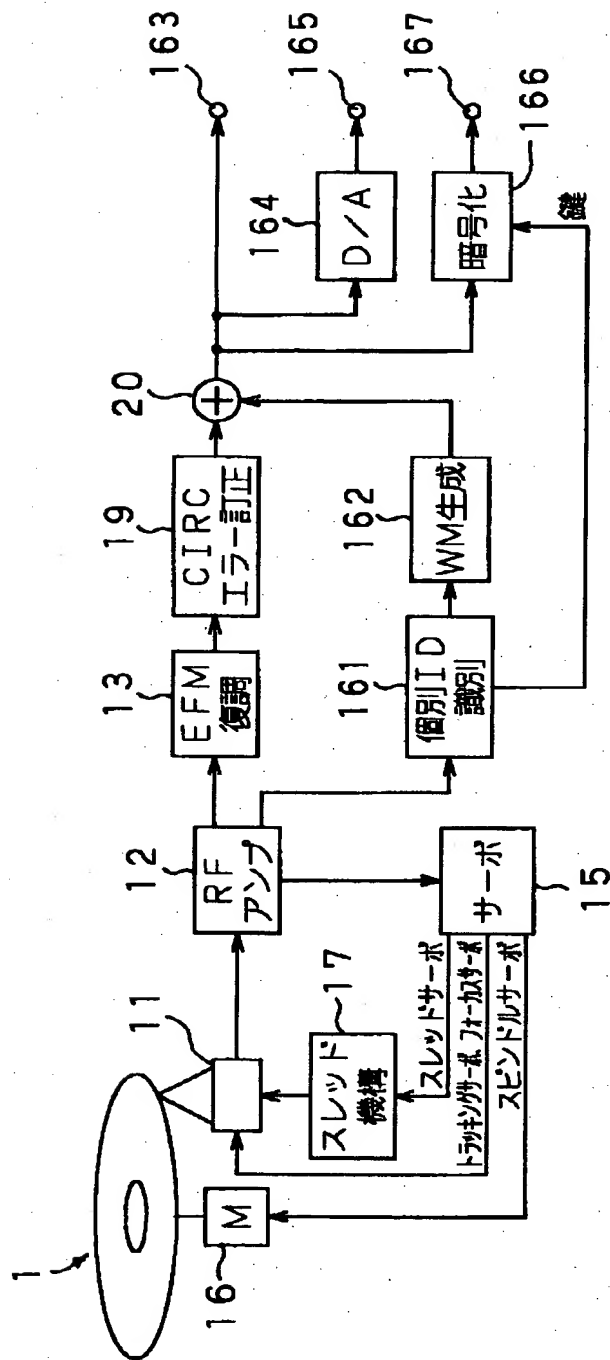 1
16
M
11
スレッド
機構
17
スレッドサーボ
トラッキングサーボ、フォーカスサーボ
スピンドルサーボ
サーボ
15
12
RF
アンプ
13
EFM
復調
19
CIRC
エラー訂正
20
+
161
個別ID
識別
162
WM生成
163
164
D/A
165
暗号化
166
167
鍵